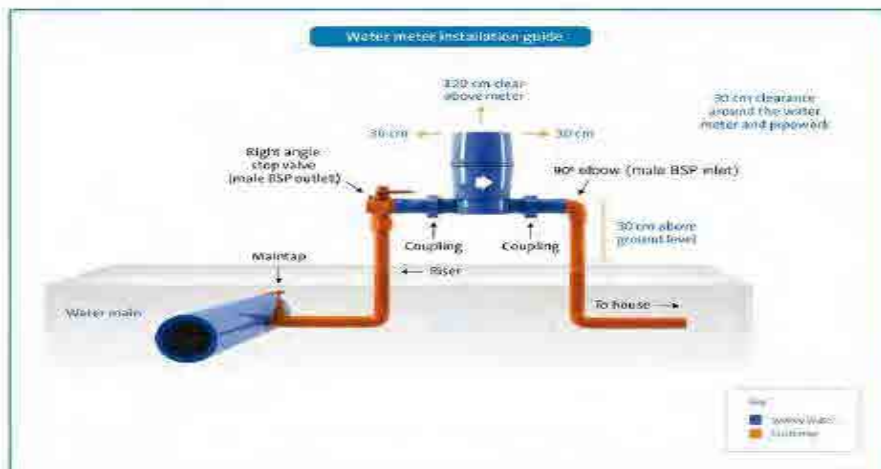 Water meter installation guide
120 cm clear
above meter
30 cm clearance
around the water
meter and pipework
30 cm
30 cm
Right angle
stop valve
(male BSP outlet)
90° elbow (male BSP inlet)
30 cm above
ground level
Coupling
Coupling
Maintap
Riser
Water main
To house
Key
Sydney Water
Customer